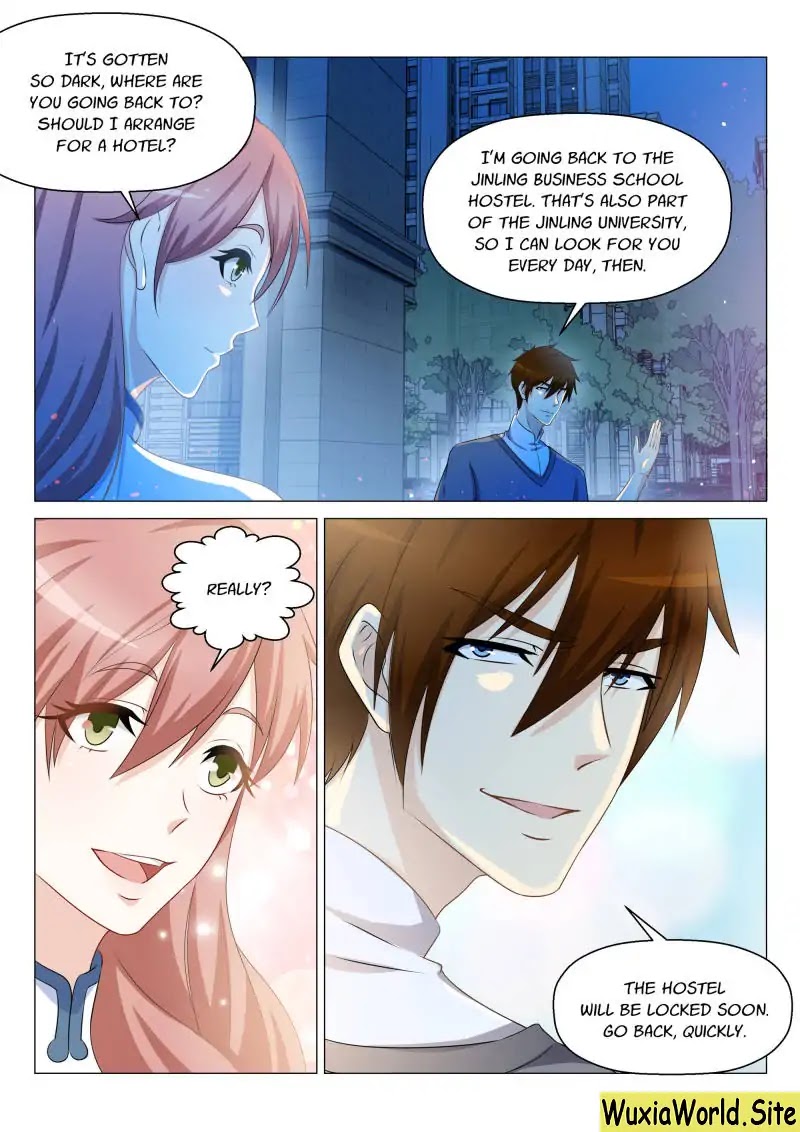 IT'S GOTTEN
SO DARK, WHERE ARE
YOU GOING BACK TO?
SHOULD I ARRANGE
FOR A HOTEL?
I'M GOING BACK TO THE
JINLING BUSINESS SCHOOL
HOSTEL. THAT'S ALSO PART
OF THE JINLING UNIVERSITY,
SO I CAN LOOK FOR YOU
EVERY DAY, THEN.
REALLY?
THE HOSTEL
WILL BE LOCKED SOON.
GO BACK, QUICKLY.
WuxiaWorld.Site